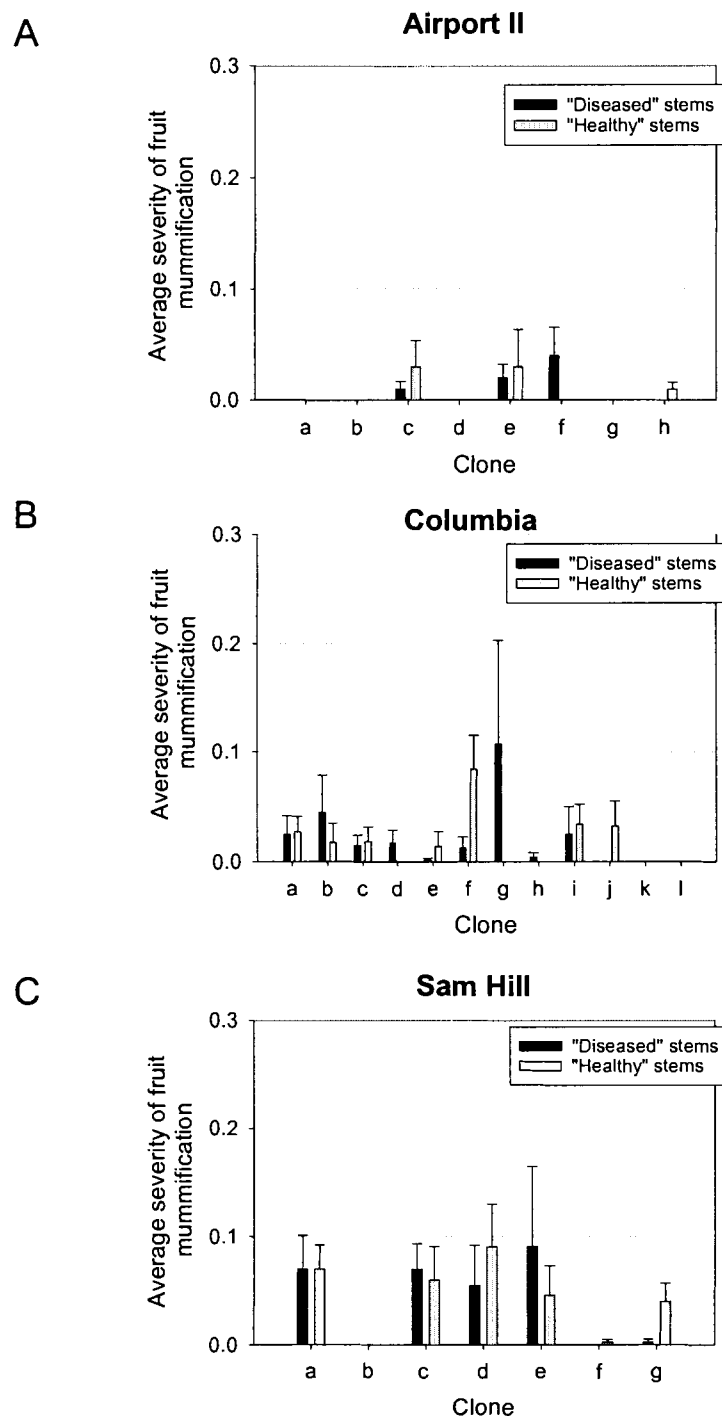 A
Airport II
Average severity of fruit
mummification
0.3
0.2
0.1
0.0
"Diseased" stems
"Healthy" stems
a b c d e f g h
Clone
B
Columbia
Average severity of fruit
mummification
0.3
0.2
0.1
0.0
"Diseased" stems
"Healthy" stems
a b c d e f g h i j k l
Clone
C
Sam Hill
Average severity of fruit
mummification
0.3
0.2
0.1
0.0
"Diseased" stems
"Healthy" stems
a b c d e f g
Clone